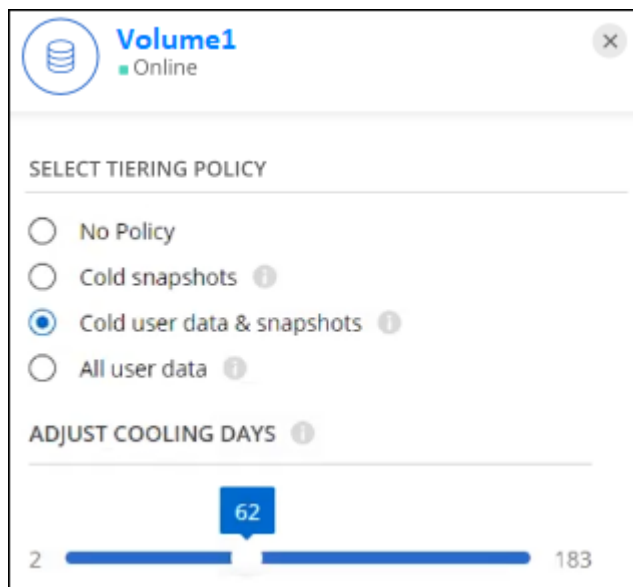 Volume1
Online
SELECT TIERING POLICY
No Policy
Cold snapshots
Cold user data & snapshots
All user data
ADJUST COOLING DAYS
62
2 183